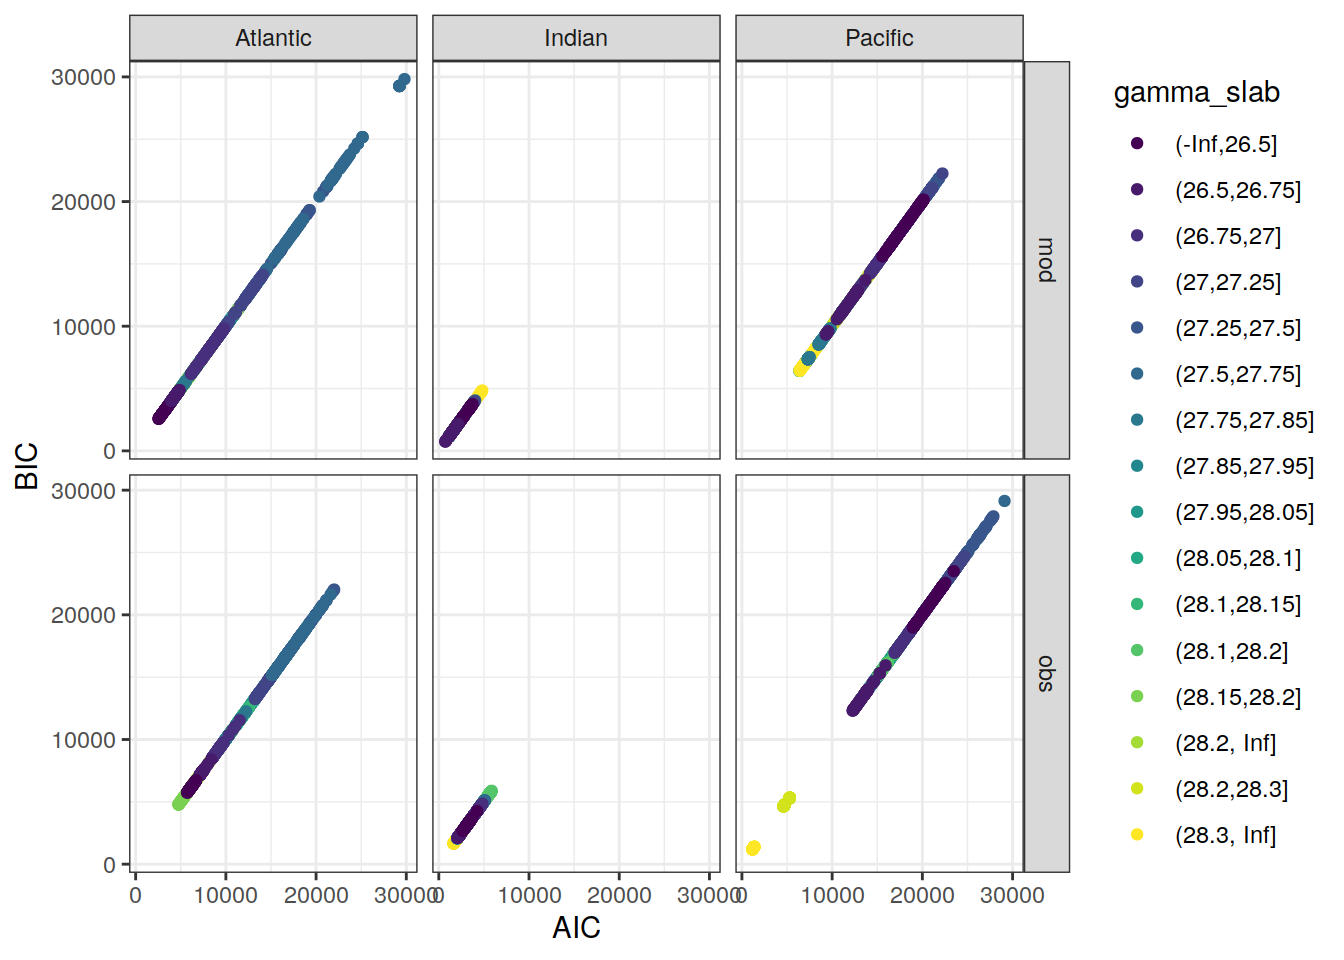 Atlantic Indian Pacific
30000
20000
10000
0
mod
30000
20000
10000
0
obs
BIC
0 10000 20000 30000 0 10000 20000 30000 0 10000 20000 30000
AIC
gamma_slab
(-Inf,26.5]
(26.5,26.75]
(26.75,27]
(27,27.25]
(27.25,27.5]
(27.5,27.75]
(27.75,27.85]
(27.85,27.95]
(27.95,28.05]
(28.05,28.1]
(28.1,28.15]
(28.1,28.2]
(28.15,28.2]
(28.2, Inf]
(28.2,28.3]
(28.3, Inf]